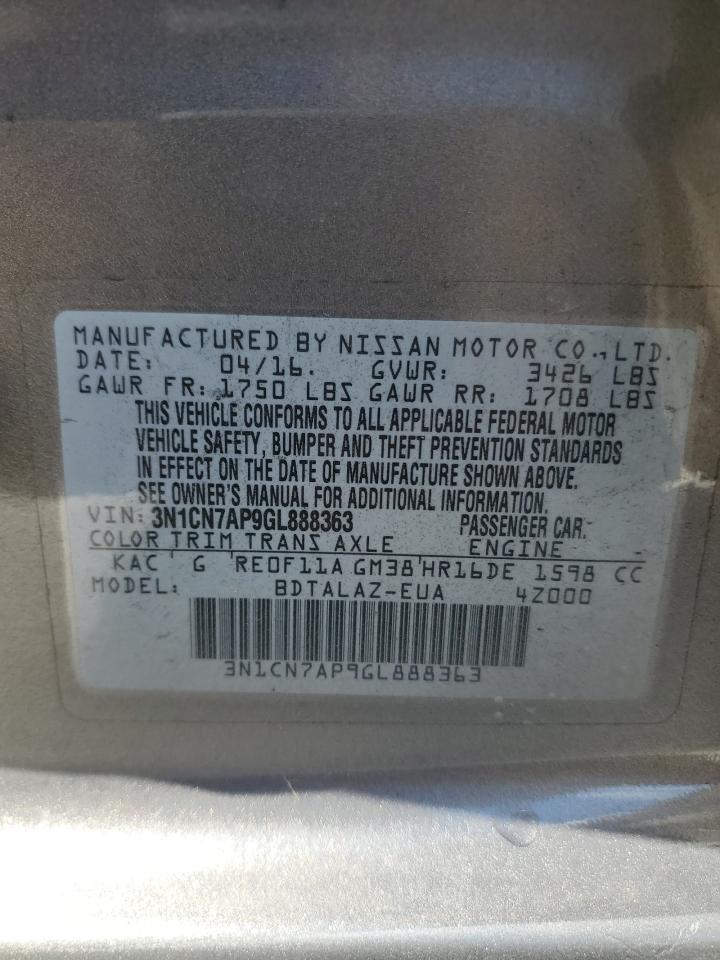 MANUFACTURED BY NISSAN MOTOR CO., LTD.
DATE: 04/16. GVWR: 3426 LBS
GAWR FR: 1750 LBS GAWR RR: 1708 LBS
THIS VEHICLE CONFORMS TO ALL APPLICABLE FEDERAL MOTOR
VEHICLE SAFETY, BUMPER AND THEFT PREVENTION STANDARDS
IN EFFECT ON THE DATE OF MANUFACTURE SHOWN ABOVE.
SEE OWNER'S MANUAL FOR ADDITIONAL INFORMATION.
VIN: 3N1CN7AP9GL888363 PASSENGER CAR.
COLOR TRIM TRANS AXLE ENGINE
KAC G RE0F11A GM38 HR16DE 1598 CC
MODEL: BDTALAZ-EUA 4Z000
3N1CN7AP9GL888363